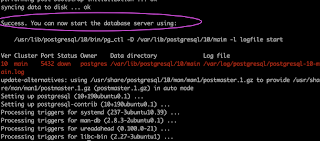 performing post-bootstrap initialization ... ok
syncing data to disk ... ok
Success. You can now start the database server using:
/usr/lib/postgresql/10/bin/pg_ctl -D /var/lib/postgresql/10/main -l logfile start
Ver Cluster Port Status Owner Data directory Log file
10 main 5432 down postgres /var/lib/postgresql/10/main /var/log/postgresql/postgresql-10-m
ain.log
update-alternatives: using /usr/share/postgresql/10/man/man1/postmaster.1.gz to provide /usr/shar
e/man/man1/postmaster.1.gz (postmaster.1.gz) in auto mode
Setting up postgresql (10+190ubuntu0.1) ...
Setting up postgresql-contrib (10+190ubuntu0.1) ...
Processing triggers for systemd (237-3ubuntu10.39) ...
Processing triggers for man-db (2.8.3-2ubuntu0.1) ...
Processing triggers for ureadahead (0.100.0-21) ...
Processing triggers for libc-bin (2.27-3ubuntu1) ...